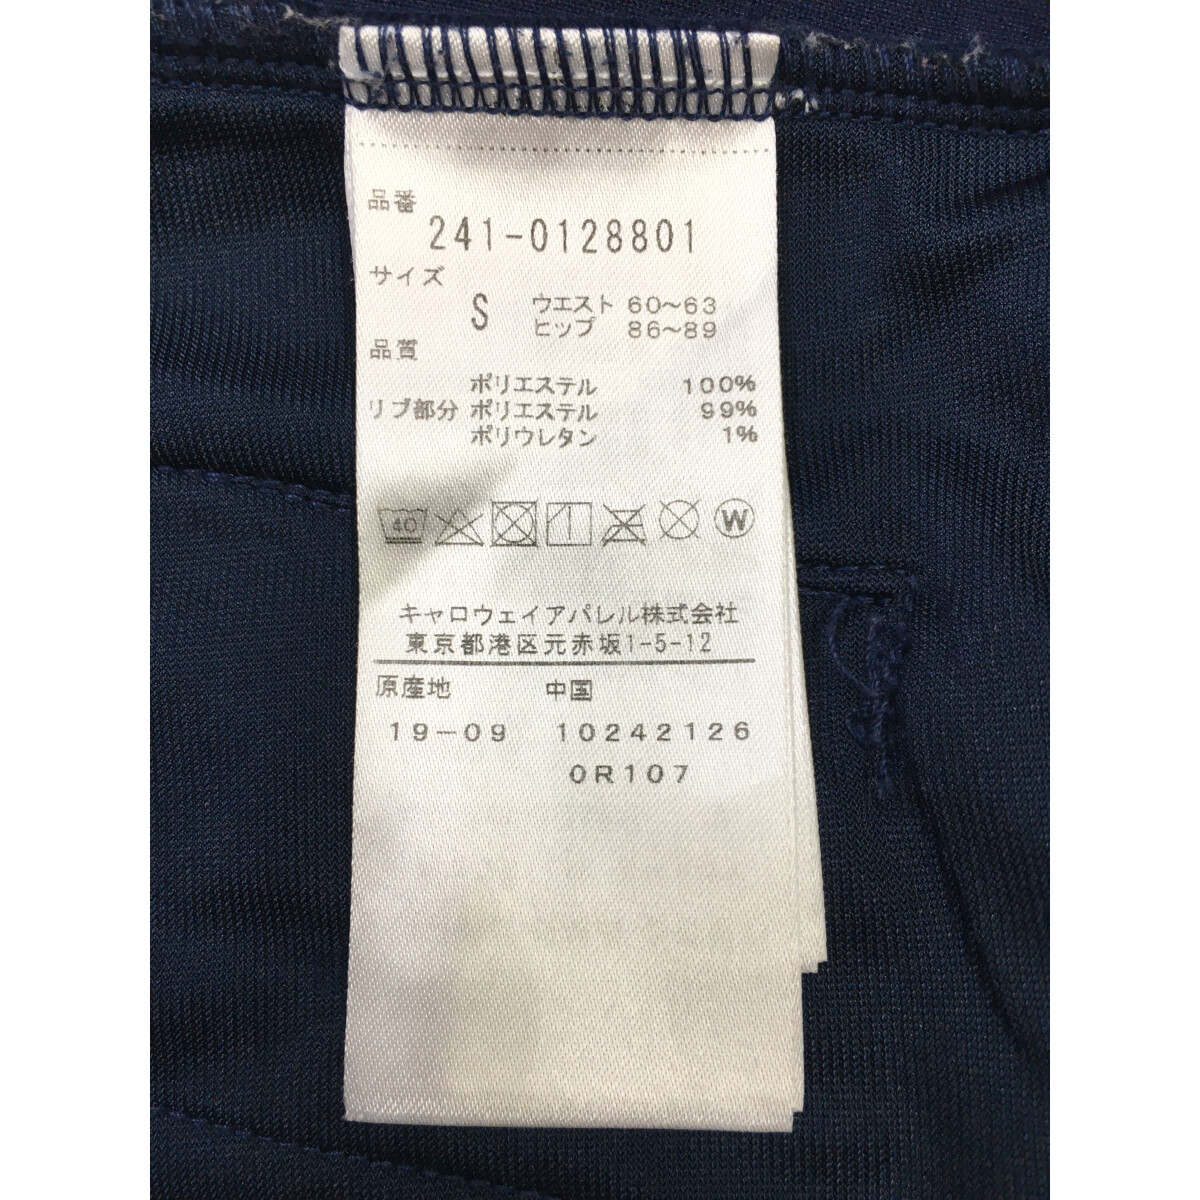 品番
241-0128801
サイズ
S ウエスト 60～63
ヒップ 86～89
品質
ポリエステル 100%
リブ部分 ポリエステル 99%
ポリウレタン 1%
40 W
キャロウェイアパレル株式会社
東京都港区元赤坂1-5-12
原産地 中国
19-09 10242126
0R107